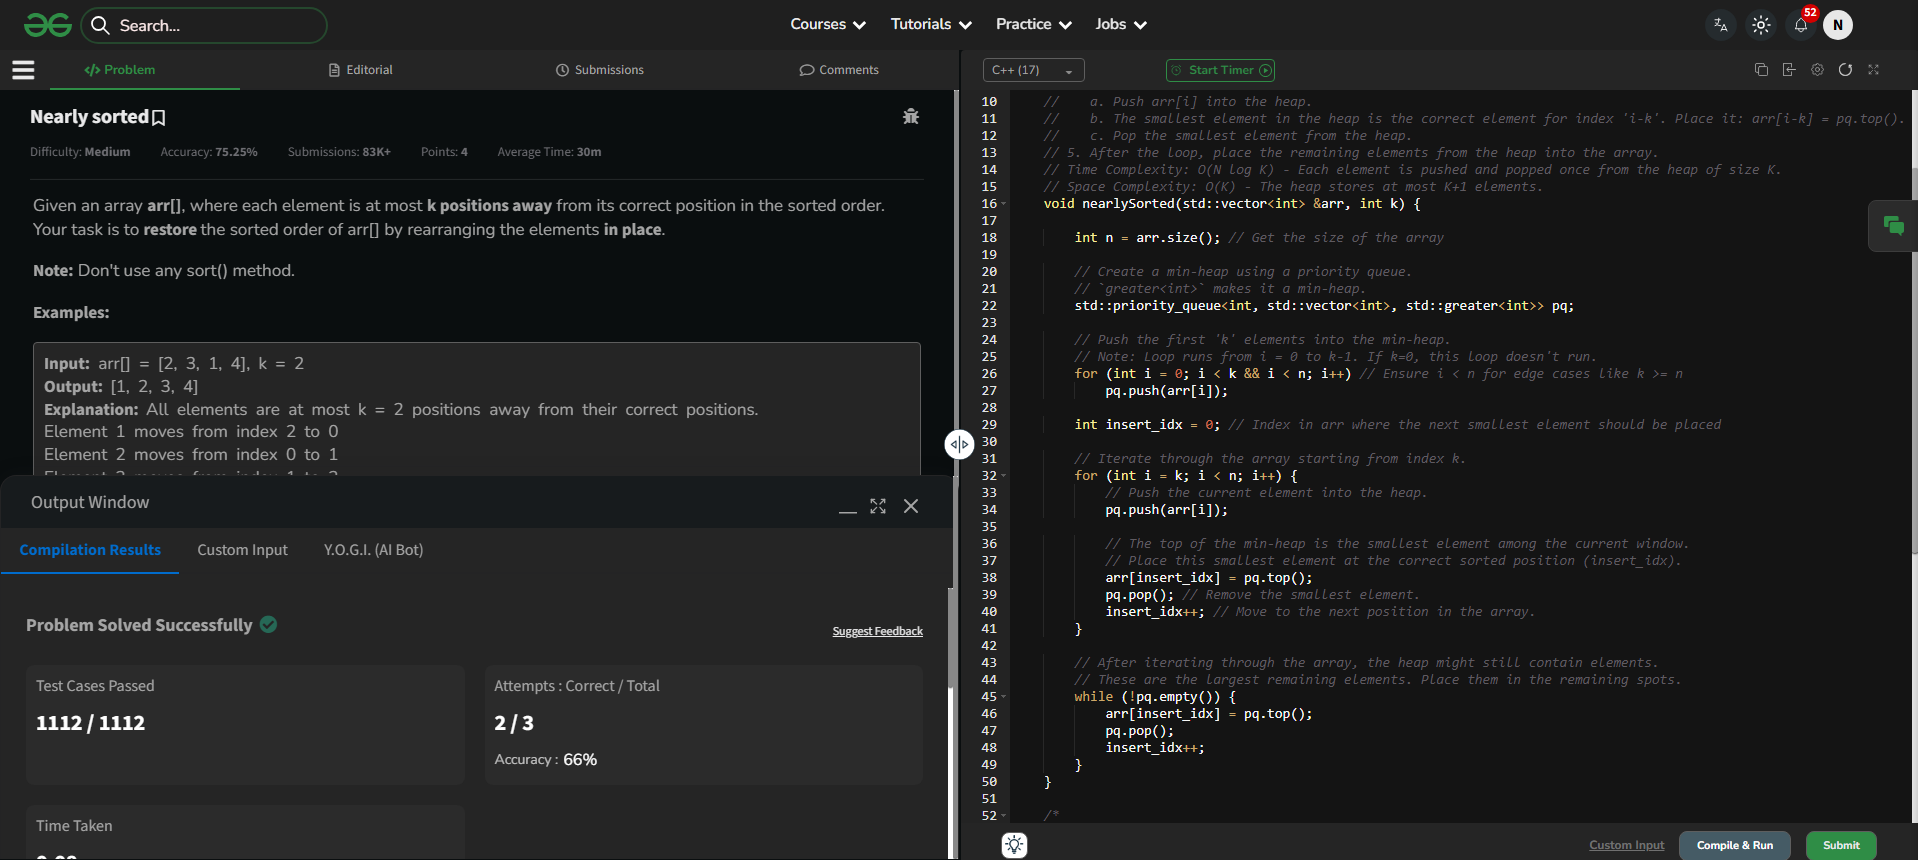 Search...
Courses
Tutorials
Practice
Jobs
52
N
</> Problem
Editorial
Submissions
Comments
Nearly sorted
Difficulty: Medium Accuracy: 75.25% Submissions: 83K+ Points: 4 Average Time: 30m
Given an array arr[], where each element is at most k positions away from its correct position in the sorted order.
Your task is to restore the sorted order of arr[] by rearranging the elements in place.
Note: Don't use any sort() method.
Examples:
Input: arr[] = [2, 3, 1, 4], k = 2
Output: [1, 2, 3, 4]
Explanation: All elements are at most k = 2 positions away from their correct positions.
Element 1 moves from index 2 to 0
Element 2 moves from index 0 to 1
Output Window
Compilation Results
Custom Input
Y.O.G.I. (AI Bot)
Problem Solved Successfully
Suggest Feedback
Test Cases Passed
1112 / 1112
Attempts : Correct / Total
2 / 3
Accuracy : 66%
Time Taken
C++ (17)
Start Timer
10 // a. Push arr[i] into the heap.
11 // b. The smallest element in the heap is the correct element for index 'i-k'. Place it: arr[i-k] = pq.top().
12 // c. Pop the smallest element from the heap.
13 // 5. After the loop, place the remaining elements from the heap into the array.
14 // Time Complexity: O(N log K) - Each element is pushed and popped once from the heap of size K.
15 // Space Complexity: O(K) - The heap stores at most K+1 elements.
16 void nearlySorted(std::vector<int> &arr, int k) {
17
18 int n = arr.size(); // Get the size of the array
19
20 // Create a min-heap using a priority queue.
21 // `greater<int>` makes it a min-heap.
22 std::priority_queue<int, std::vector<int>, std::greater<int>> pq;
23
24 // Push the first 'k' elements into the min-heap.
25 // Note: Loop runs from i = 0 to k-1. If k=0, this loop doesn't run.
26 for (int i = 0; i < k && i < n; i++) // Ensure i < n for edge cases like k >= n
27 pq.push(arr[i]);
28
29 int insert_idx = 0; // Index in arr where the next smallest element should be placed
30
31 // Iterate through the array starting from index k.
32 for (int i = k; i < n; i++) {
33 // Push the current element into the heap.
34 pq.push(arr[i]);
35
36 // The top of the min-heap is the smallest element among the current window.
37 // Place this smallest element at the correct sorted position (insert_idx).
38 arr[insert_idx] = pq.top();
39 pq.pop(); // Remove the smallest element.
40 insert_idx++; // Move to the next position in the array.
41 }
42
43 // After iterating through the array, the heap might still contain elements.
44 // These are the largest remaining elements. Place them in the remaining spots.
45 while (!pq.empty()) {
46 arr[insert_idx] = pq.top();
47 pq.pop();
48 insert_idx++;
49 }
50 }
51
52 /*
Custom Input
Compile & Run
Submit